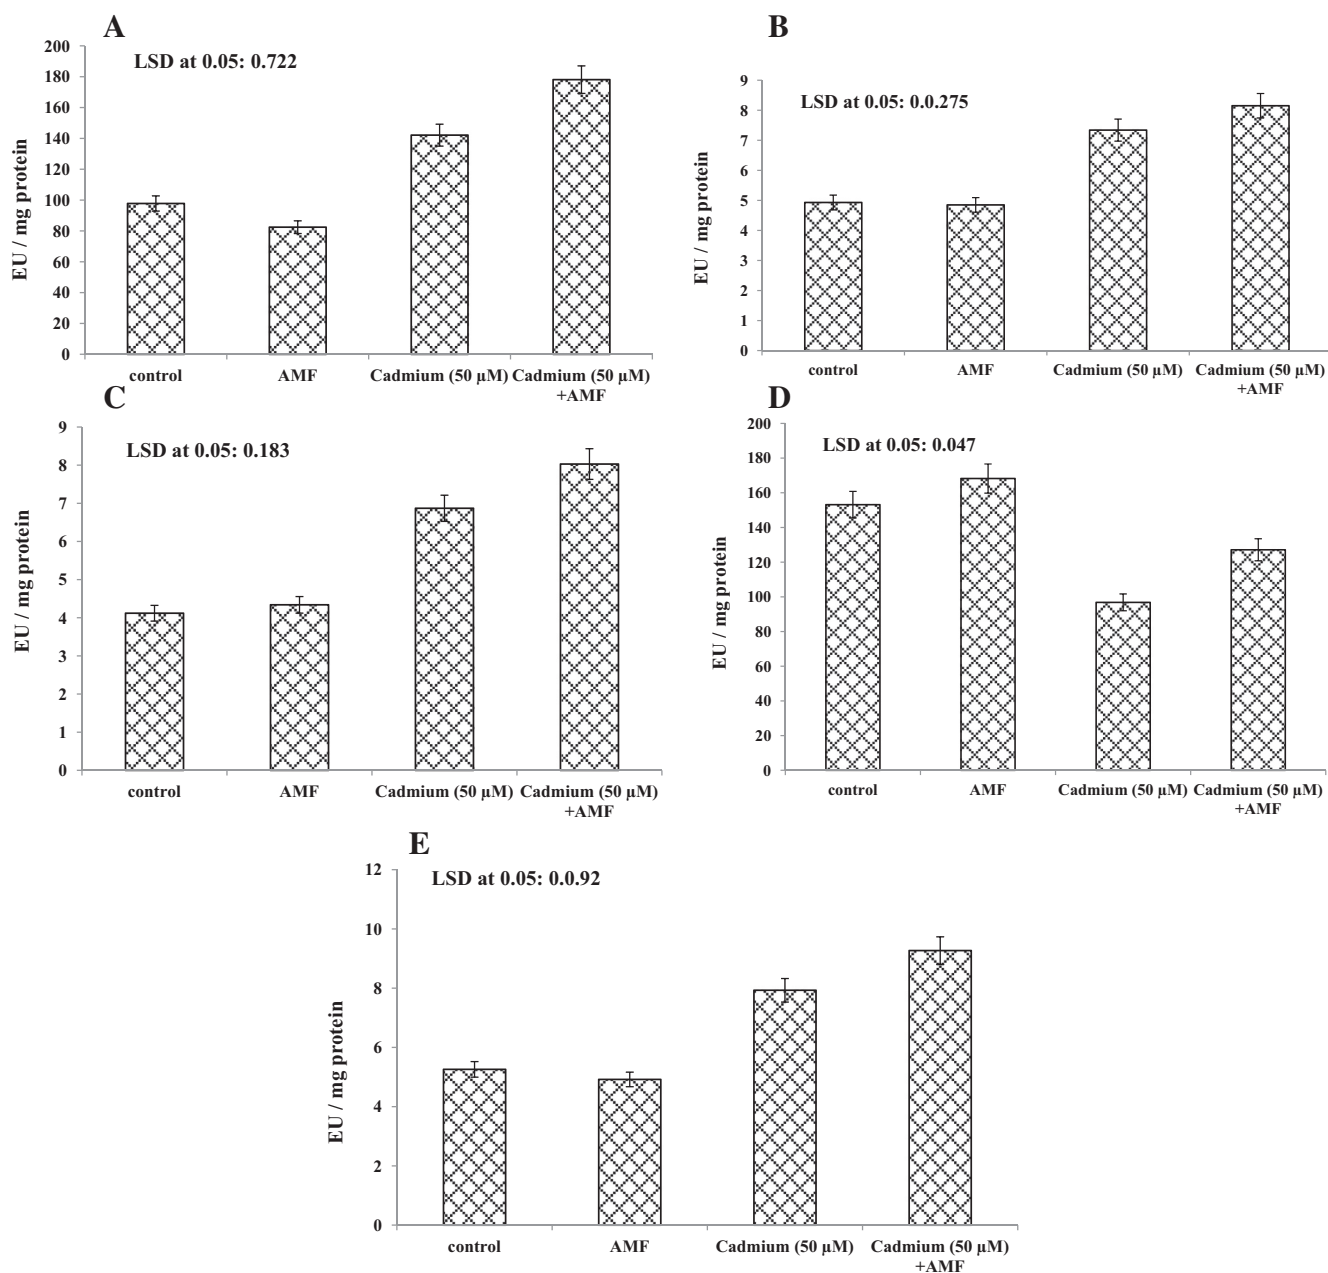 A
LSD at 0.05: 0.722
EU / mg protein
200
180
160
140
120
100
80
60
40
20
0
control
AMF
Cadmium (50 µM)
Cadmium (50 µM)
+AMF
B
LSD at 0.05: 0.0.275
EU / mg protein
9
8
7
6
5
4
3
2
1
0
control
AMF
Cadmium (50 µM)
Cadmium (50 µM)
+AMF
C
LSD at 0.05: 0.183
EU / mg protein
9
8
7
6
5
4
3
2
1
0
control
AMF
Cadmium (50 µM)
Cadmium (50 µM)
+AMF
D
LSD at 0.05: 0.047
EU / mg protein
200
180
160
140
120
100
80
60
40
20
0
control
AMF
Cadmium (50 µM)
Cadmium (50 µM)
+AMF
E
LSD at 0.05: 0.0.92
EU / mg protein
12
10
8
6
4
2
0
control
AMF
Cadmium (50 µM)
Cadmium (50 µM)
+AMF